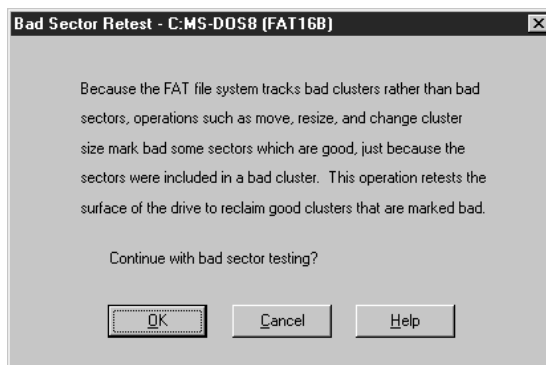 Bad Sector Retest - C:MS-DOS8 (FAT16B)
Because the FAT file system tracks bad clusters rather than bad
sectors, operations such as move, resize, and change cluster
size mark bad some sectors which are good, just because the
sectors were included in a bad cluster. This operation retests the
surface of the drive to reclaim good clusters that are marked bad.
Continue with bad sector testing?
OK Cancel Help